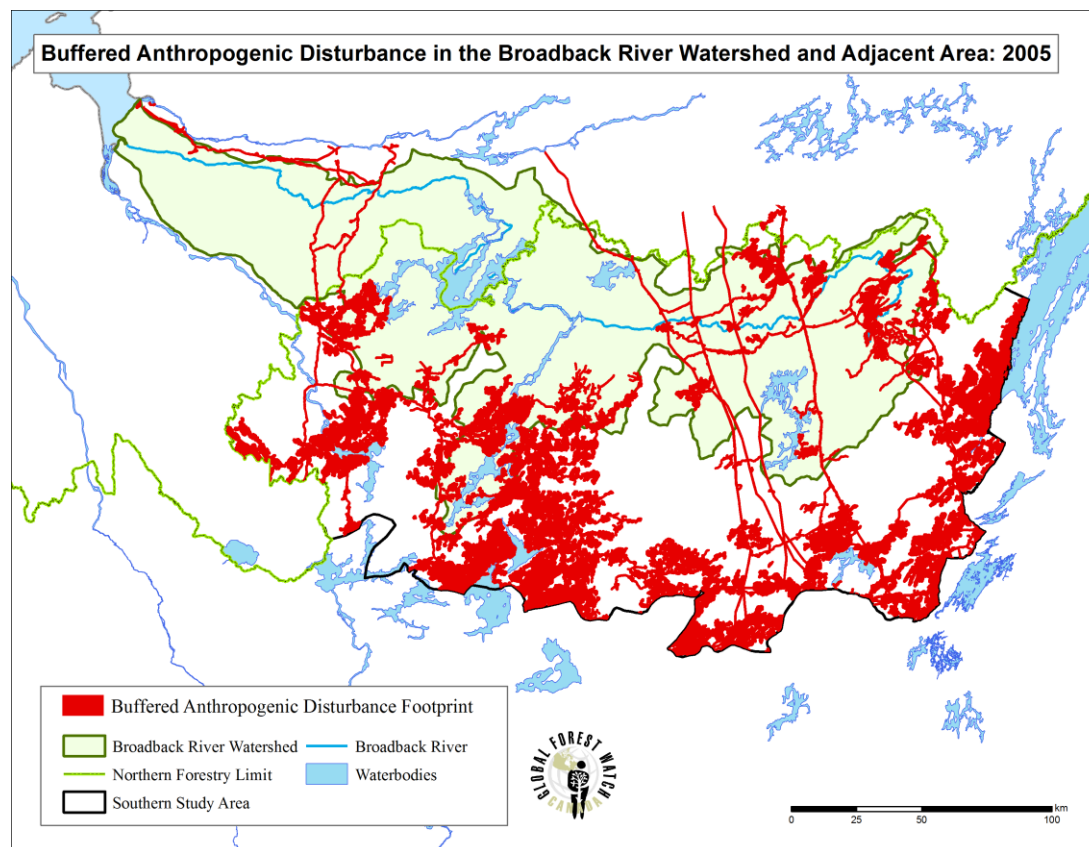 Buffered Anthropogenic Disturbance in the Broadback River Watershed and Adjacent Area: 2005
Buffered Anthropogenic Disturbance Footprint
Broadback River Watershed
Broadback River
Northern Forestry Limit
Waterbodies
Southern Study Area
GLOBAL FOREST WATCH
CANADA
km
0 25 50 75 100